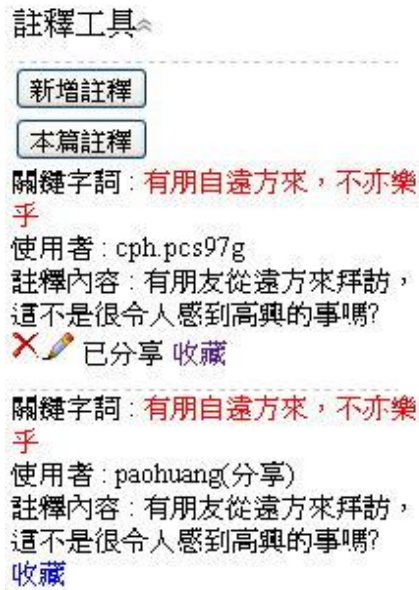 註釋工具
新增註釋
本篇註釋
關鍵字詞 : 有朋自遠方來，不亦樂
乎
使用者 : cph.pcs97g
註釋內容 : 有朋友從遠方來拜訪，
這不是很令人感到高興的事嗎?
已分享 收藏
關鍵字詞 : 有朋自遠方來，不亦樂
乎
使用者 : paohuang(分享)
註釋內容 : 有朋友從遠方來拜訪，
這不是很令人感到高興的事嗎?
收藏